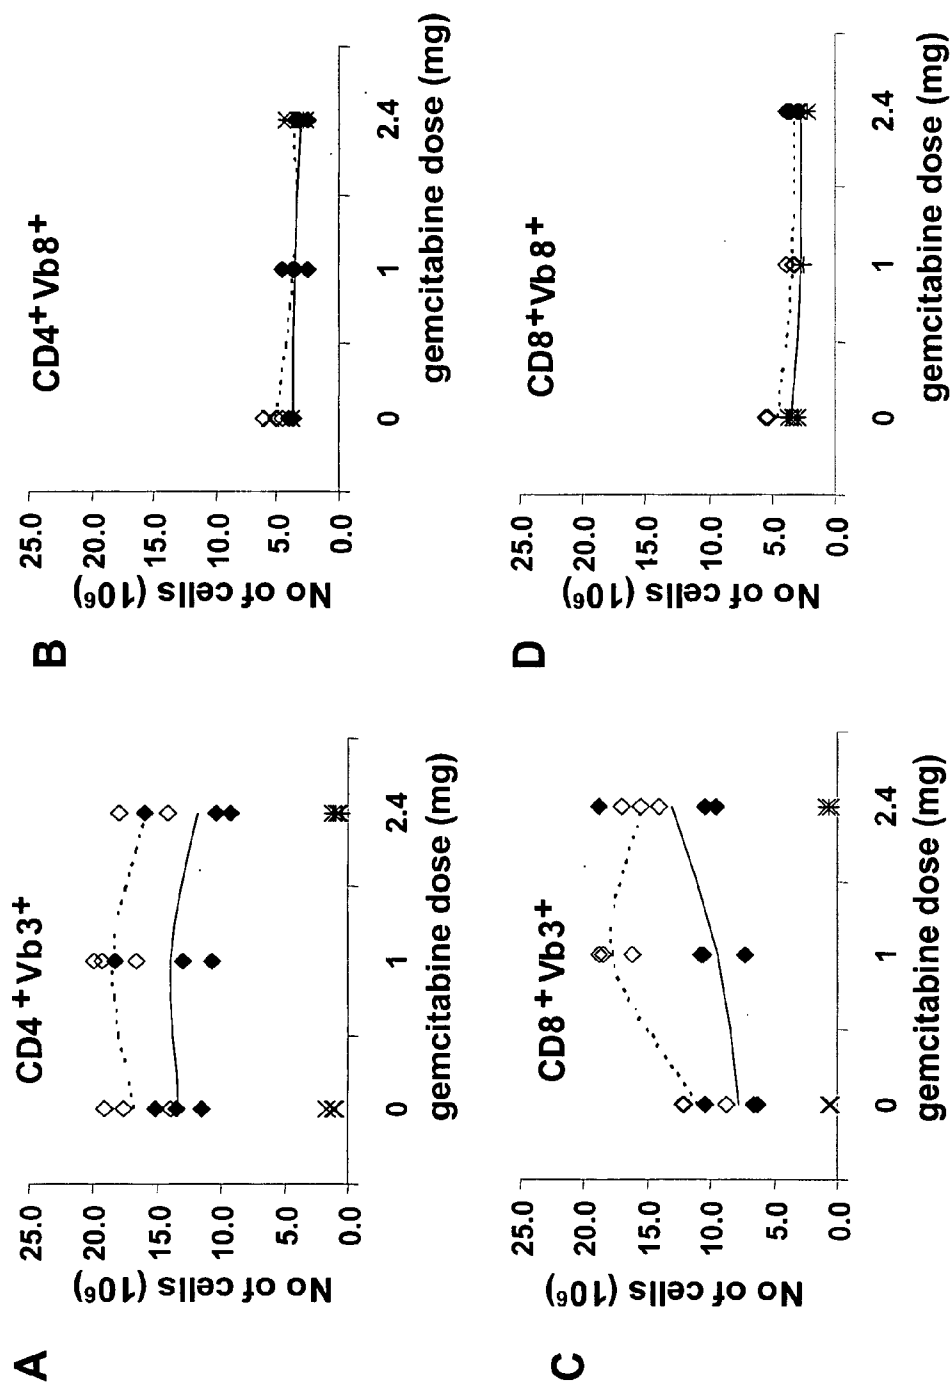 A
CD4+Vb3+
No of cells (10⁶)
25.0
20.0
15.0
10.0
5.0
0.0
0
1
2.4
gemcitabine dose (mg)
B
CD4+Vb8+
No of cells (10⁶)
25.0
20.0
15.0
10.0
5.0
0.0
0
1
2.4
gemcitabine dose (mg)
C
CD8+Vb3+
No of cells (10⁶)
25.0
20.0
15.0
10.0
5.0
0.0
0
1
2.4
gemcitabine dose (mg)
D
CD8+Vb8+
No of cells (10⁶)
25.0
20.0
15.0
10.0
5.0
0.0
0
1
2.4
gemcitabine dose (mg)